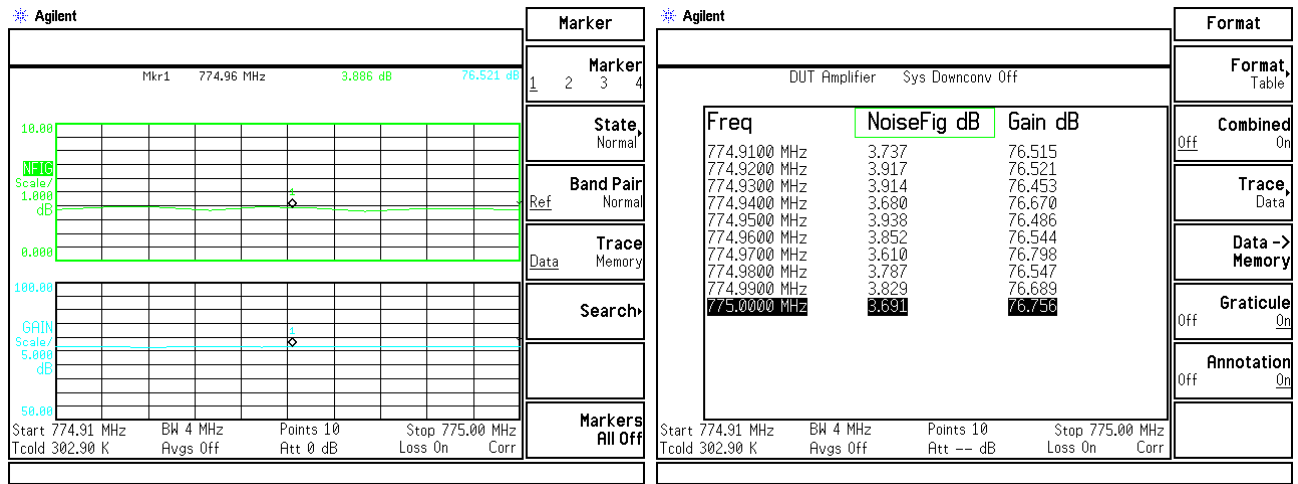 Agilent
Marker
Mkr1 774.96 MHz 3.886 dB 76.521 dB
Marker
1 2 3 4
10.00
NFIG
Scale/
1.000
dB
0.000
1
State
Normal
Band Pair
Ref Normal
Trace
Data Memory
100.00
GAIN
Scale/
5.000
dB
50.00
1
Search
Markers
All Off
Start 774.91 MHz BW 4 MHz Points 10 Stop 775.00 MHz
Tcold 302.90 K Avgs Off Att 0 dB Loss On Corr
Agilent
Format
DUT Amplifier Sys Downconv Off
Format
Table
Freq NoiseFig dB Gain dB
774.9100 MHz 3.737 76.515
774.9200 MHz 3.917 76.521
774.9300 MHz 3.914 76.453
774.9400 MHz 3.680 76.670
774.9500 MHz 3.938 76.486
774.9600 MHz 3.852 76.544
774.9700 MHz 3.610 76.798
774.9800 MHz 3.787 76.547
774.9900 MHz 3.829 76.689
775.0000 MHz 3.691 76.756
Combined
Off On
Trace
Data
Data ->
Memory
Graticule
Off On
Annotation
Off On
Start 774.91 MHz BW 4 MHz Points 10 Stop 775.00 MHz
Tcold 302.90 K Avgs Off Att -- dB Loss On Corr